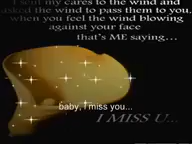 I sent my cares to the wind and
asked the wind to pass them to you,
when you feel the wind blowing
against your face
that's ME saying...
baby, i miss you...
I MISS U...